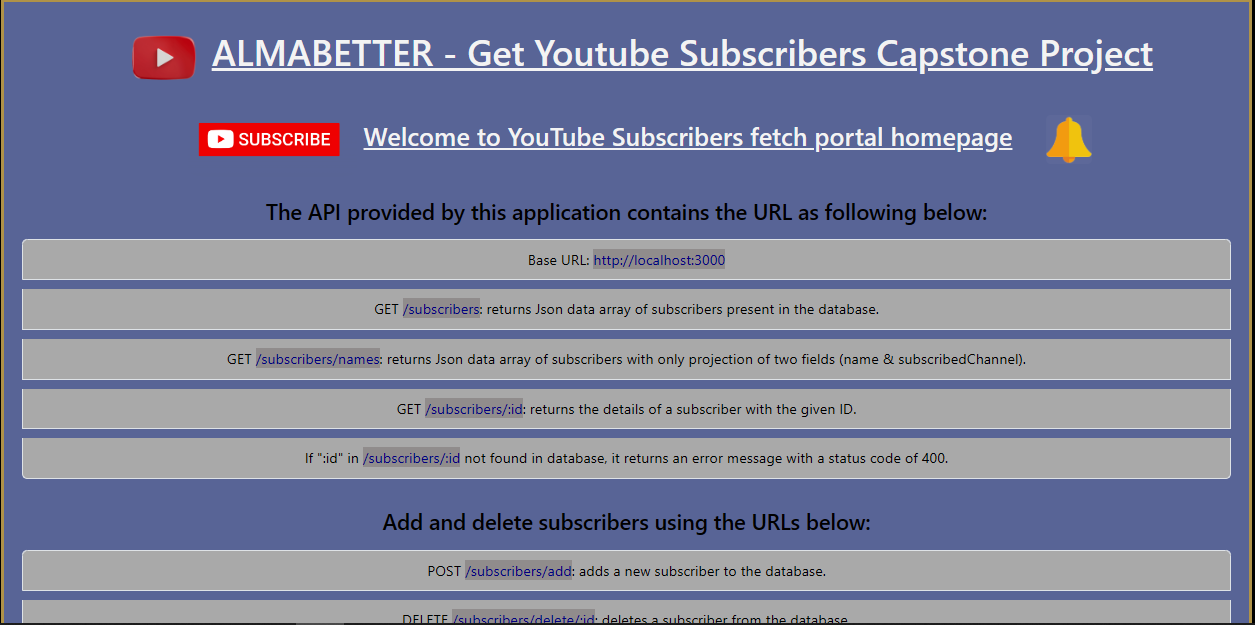 ALMABETTER - Get Youtube Subscribers Capstone Project
SUBSCRIBE Welcome to YouTube Subscribers fetch portal homepage
The API provided by this application contains the URL as following below:
Base URL: http://localhost:3000
GET /subscribers: returns Json data array of subscribers present in the database.
GET /subscribers/names: returns Json data array of subscribers with only projection of two fields (name & subscribedChannel).
GET /subscribers/:id: returns the details of a subscriber with the given ID.
If ":id" in /subscribers/:id not found in database, it returns an error message with a status code of 400.
Add and delete subscribers using the URLs below:
POST /subscribers/add: adds a new subscriber to the database.
DELETE /subscribers/delete/:id: deletes a subscriber from the database.